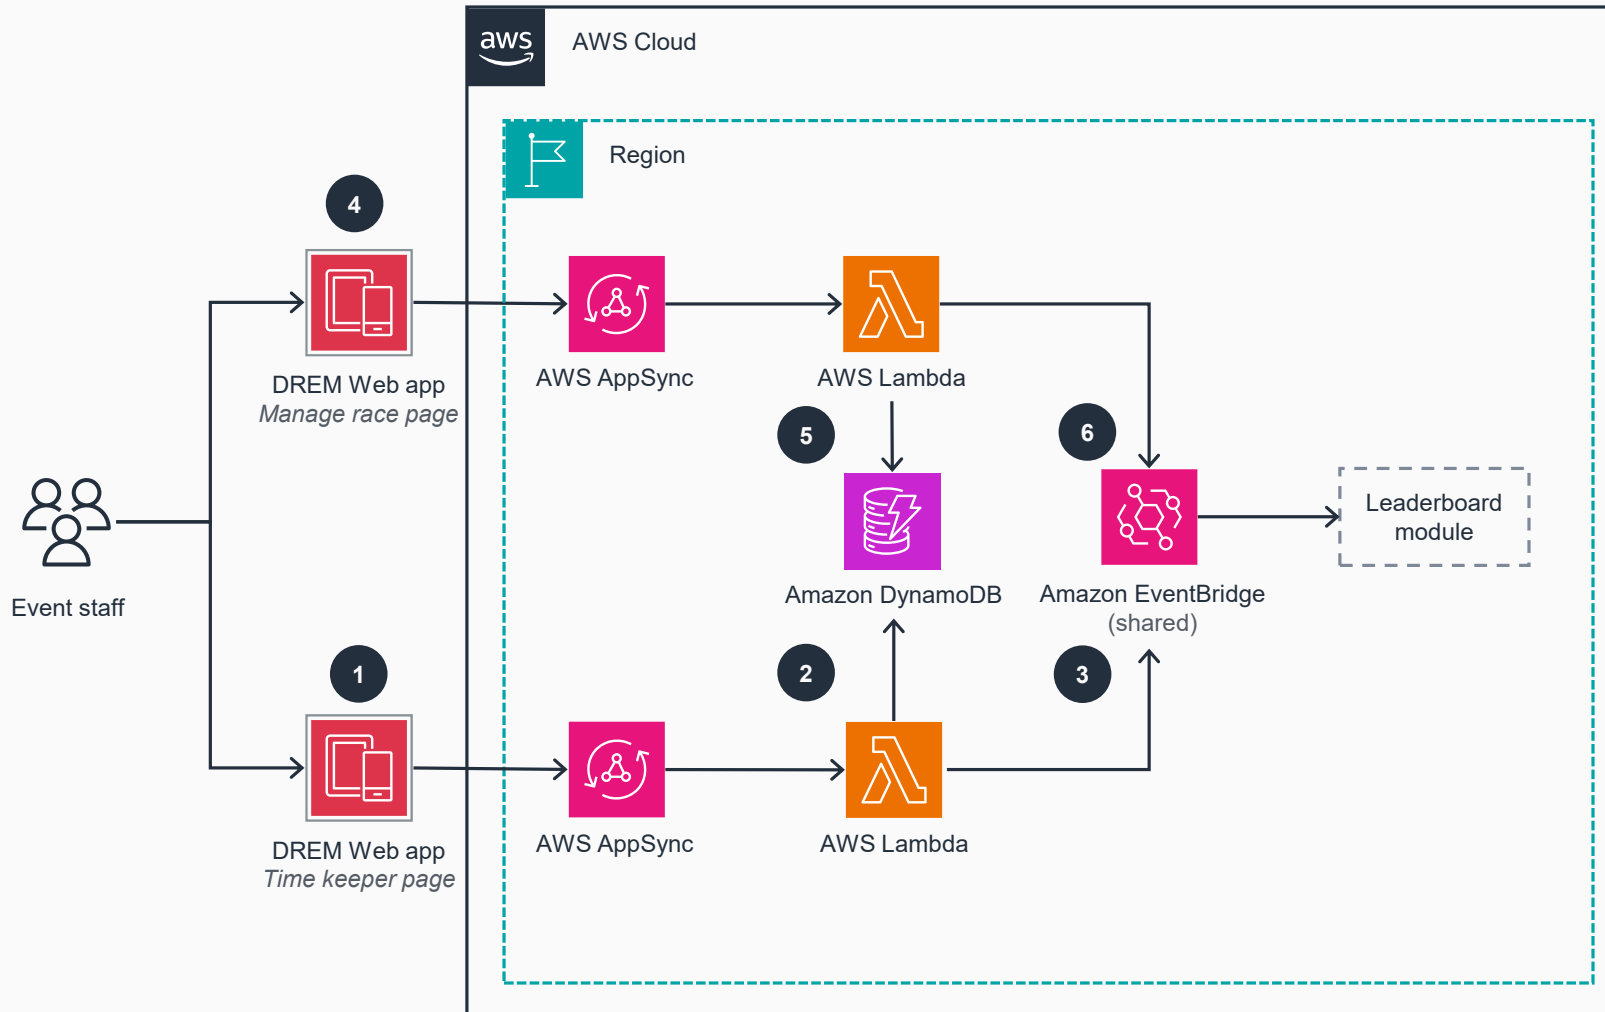 aws
AWS Cloud
Region
4
DREM Web app
Manage race page
AWS AppSync
AWS Lambda
5
6
Amazon DynamoDB
Amazon EventBridge
(shared)
Leaderboard
module
Event staff
1
2
3
DREM Web app
Time keeper page
AWS AppSync
AWS Lambda